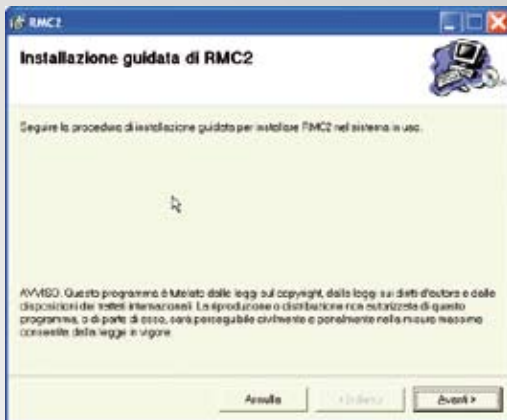 RMC2
Installazione guidata di RMC2
Seguire la procedura di installazione guidata per installare RMC2 nel sistema in uso.
AVVISO: Questo programma è tutelato dalle leggi sul copyright, dalle leggi sui diritti d'autore e dalle
disposizioni dei trattati internazionali. La riproduzione o distribuzione non autorizzata di questo
programma, o di parte di esso, sarà perseguibile civilmente e penalmente nella misura massima
consentita dalla legge in vigore.
Annulla
< Indietro
Avanti >